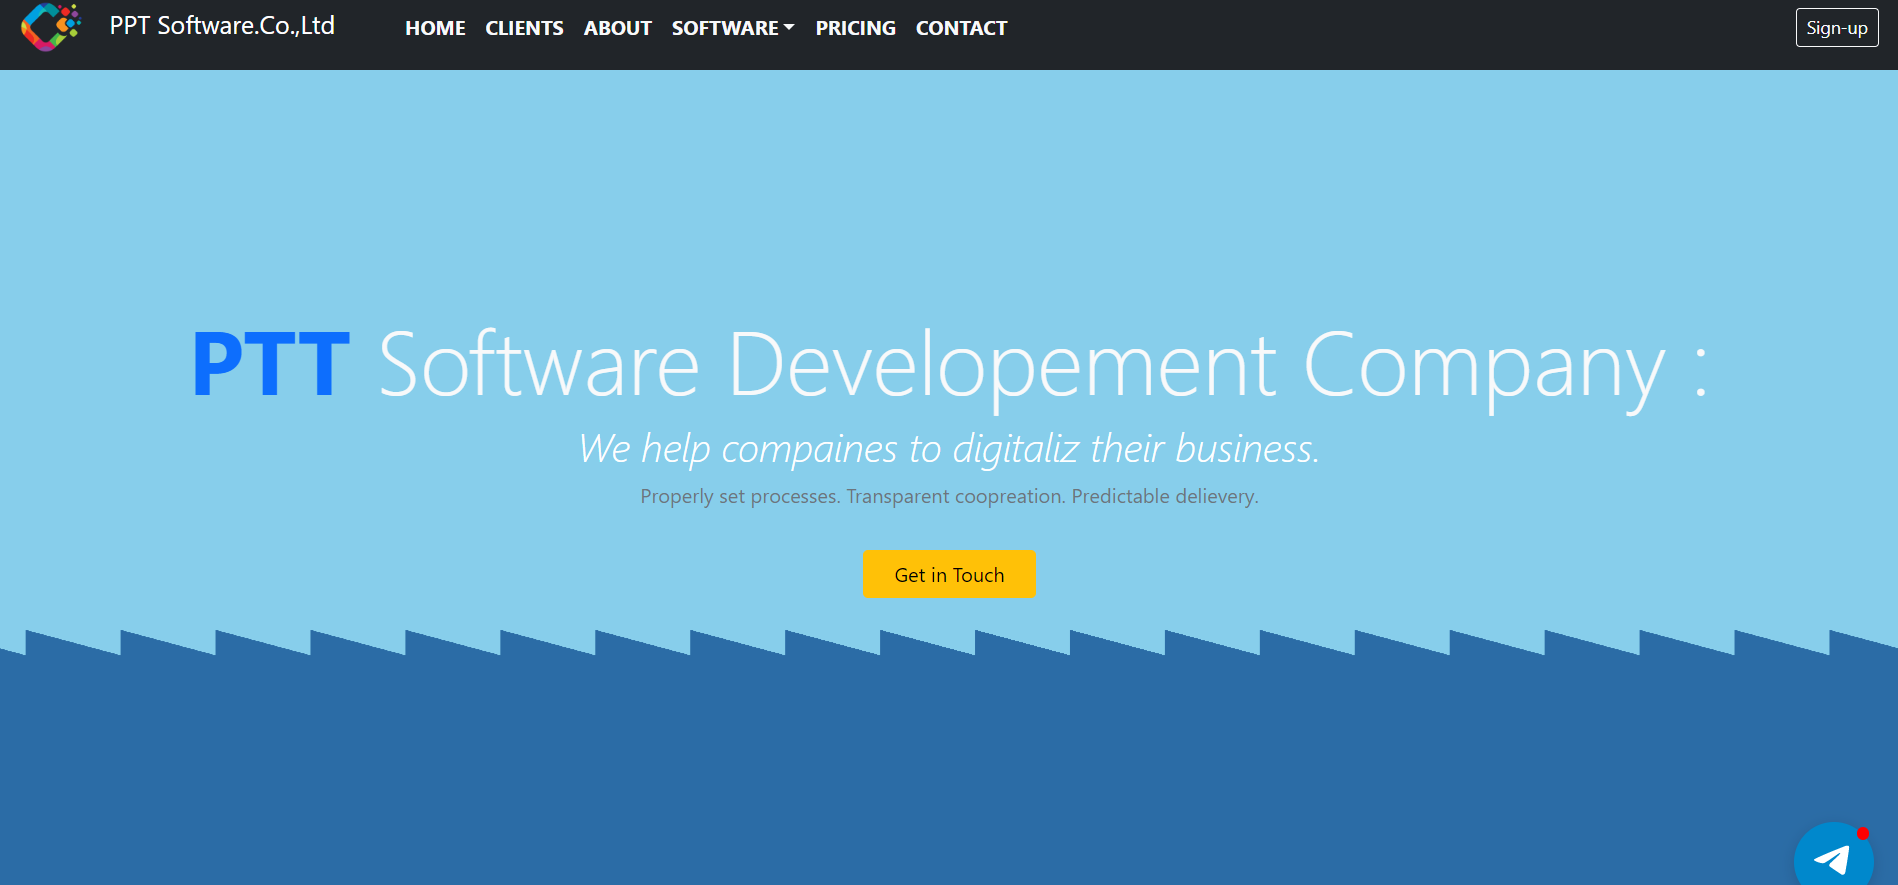 PPT Software.Co.,Ltd
HOME CLIENTS ABOUT SOFTWARE PRICING CONTACT
Sign-up
PTT Software Developement Company :
We help compaines to digitaliz their business.
Properly set processes. Transparent coopreation. Predictable delievery.
Get in Touch